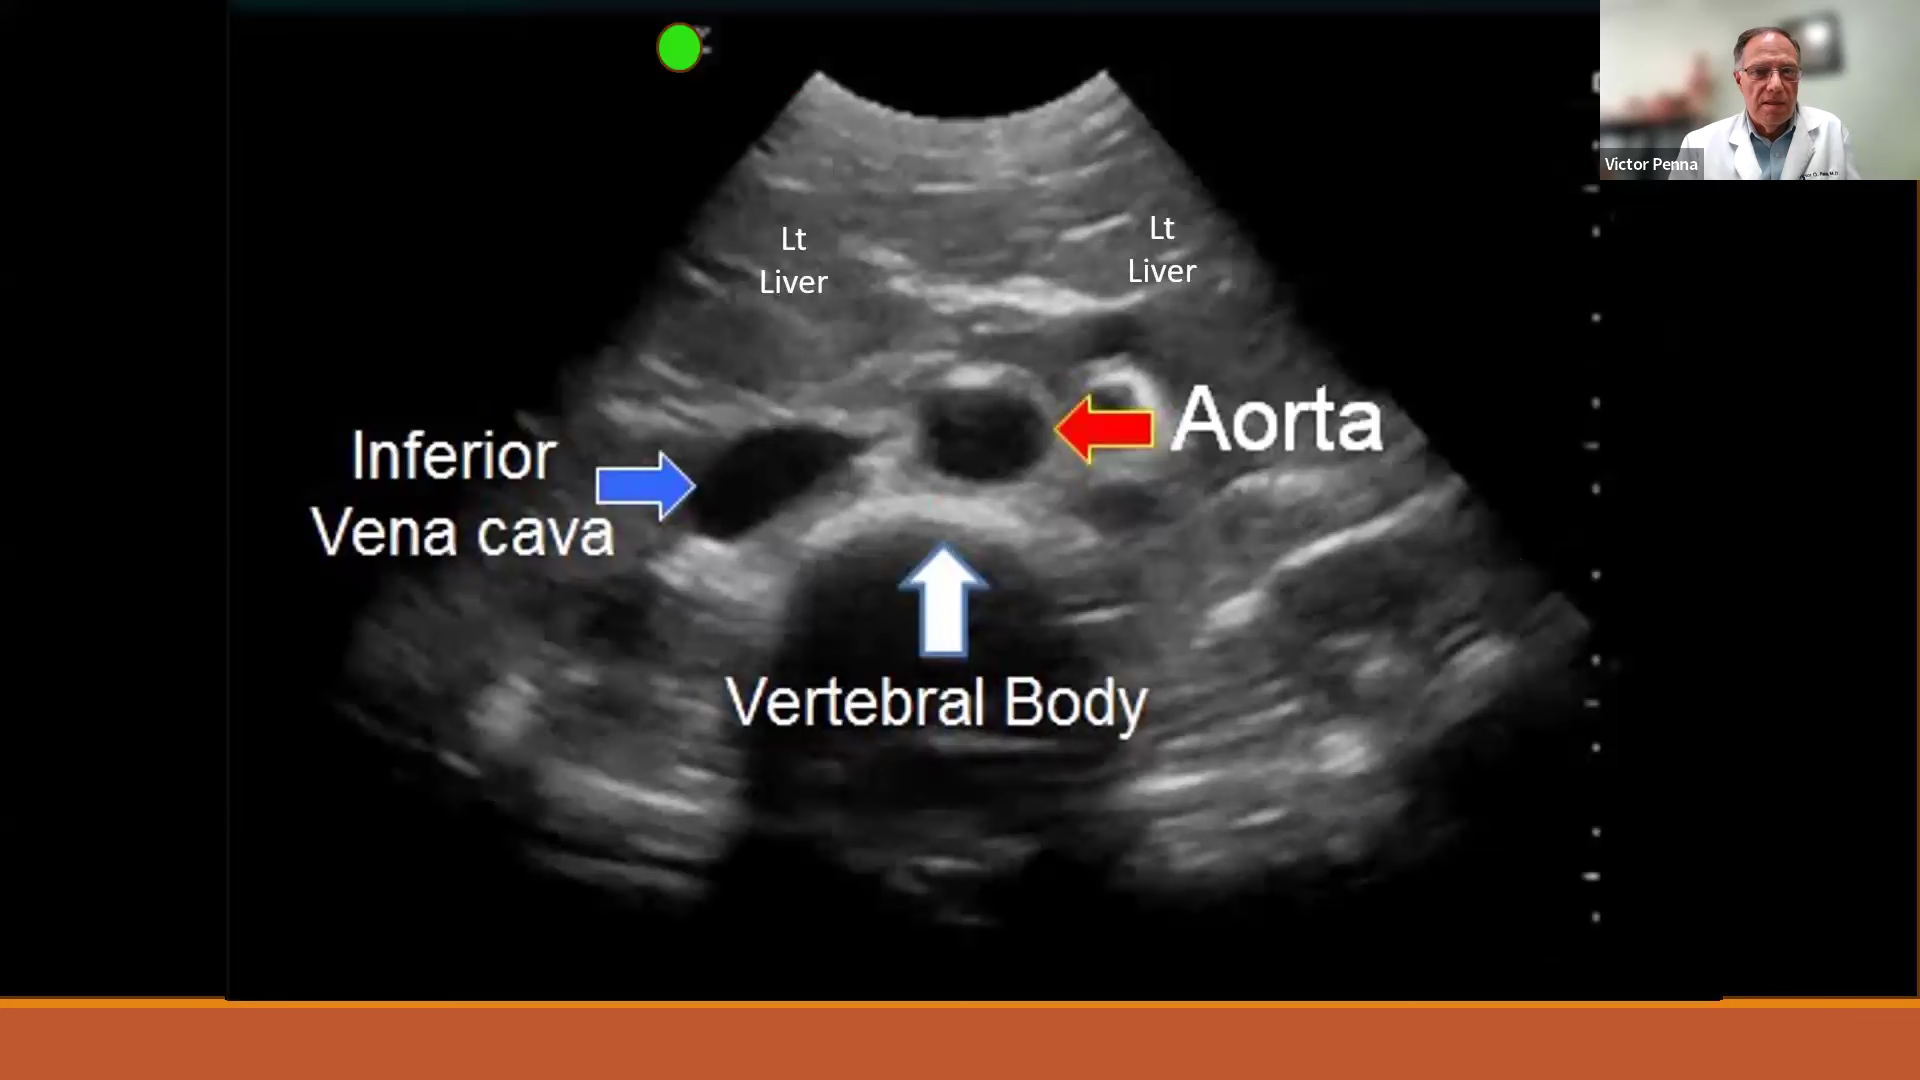 Victor Penna
Lt
Liver
Lt
Liver
Aorta
Inferior
Vena cava
Vertebral Body